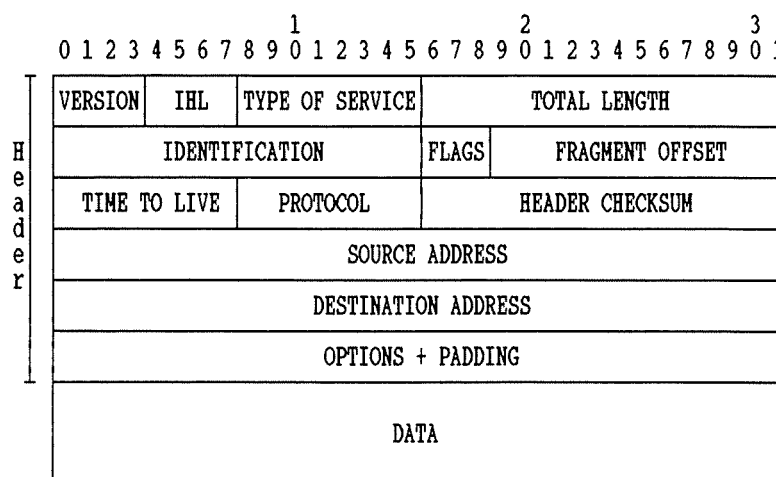 1 2 3
0 1 2 3 4 5 6 7 8 9 0 1 2 3 4 5 6 7 8 9 0 1 2 3 4 5 6 7 8 9 0 1
VERSION IHL TYPE OF SERVICE TOTAL LENGTH
IDENTIFICATION FLAGS FRAGMENT OFFSET
TIME TO LIVE PROTOCOL HEADER CHECKSUM
SOURCE ADDRESS
DESTINATION ADDRESS
OPTIONS + PADDING
DATA
Header